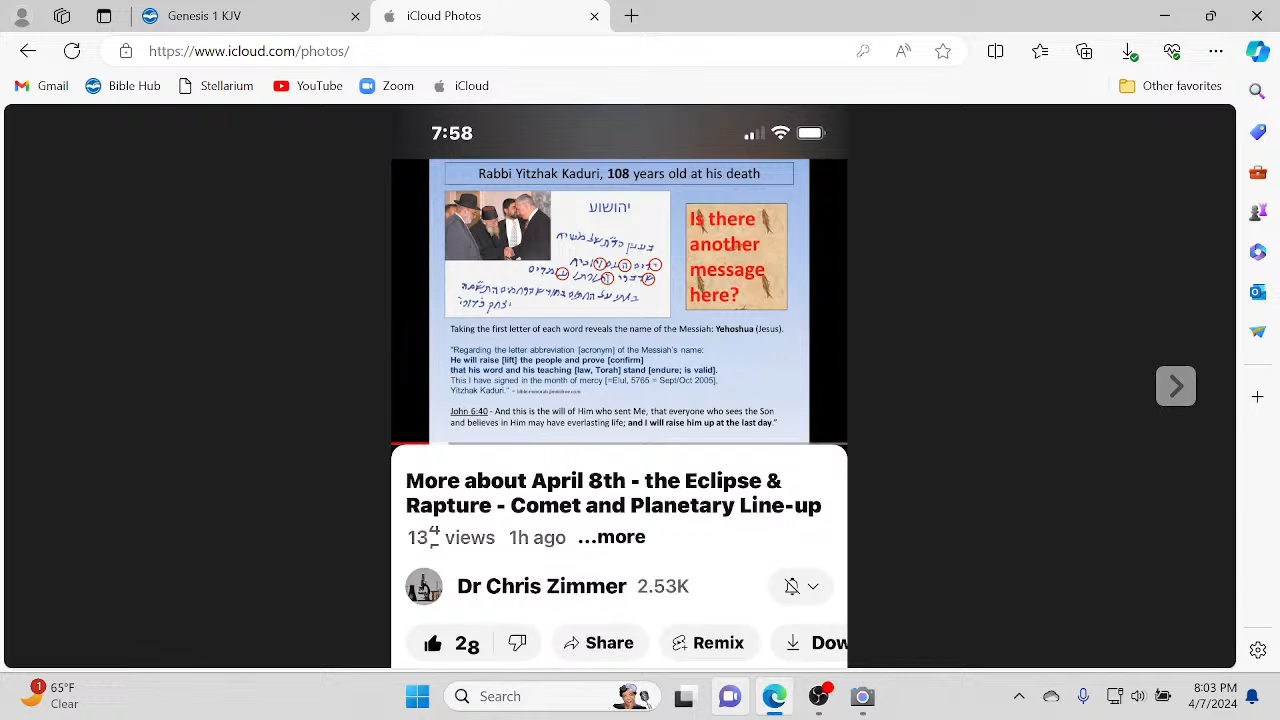 Genesis 1 KJV
iCloud Photos
https://www.icloud.com/photos/
Gmail
Bible Hub
Stellarium
YouTube
Zoom
iCloud
Other favorites
7:58
Rabbi Yitzhak Kaduri, 108 years old at his death
יהושוע
Is there
another
message
here?
Taking the first letter of each word reveals the name of the Messiah: Yehoshua (Jesus).
"Regarding the letter abbreviation [acronym] of the Messiah's name:
He will raise [lift] the people and prove [confirm]
that his word and his teaching [law, Torah] stand [endure; is valid].
This I have signed in the month of mercy [=Elul, 5765 = Sept/Oct 2005].
Yitzhak Kaduri."
John 6:40 - And this is the will of Him who sent Me, that everyone who sees the Son
and believes in Him may have everlasting life; and I will raise him up at the last day."
More about April 8th - the Eclipse &
Rapture - Comet and Planetary Line-up
views 1h ago ...more
Dr Chris Zimmer 2.53K
28
Share
Remix
Dow
1
65°F
Clear
Search
8:03 PM
4/7/2024